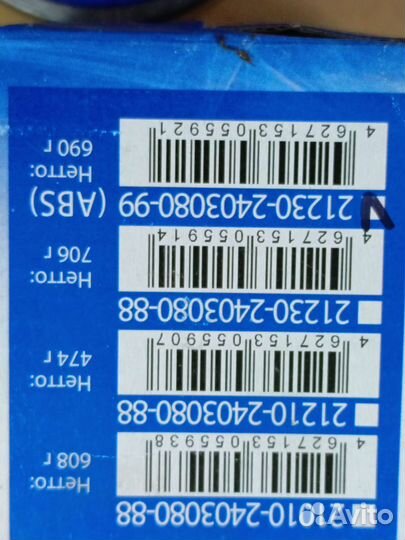 010-2403080-88
Нетто:
608 г
4 627153 055938
21210-2403080-88
Нетто:
474 г
4 627153 055907
21230-2403080-88
Нетто:
706 г
4 627153 055914
21230-2403080-99 (ABS)
Нетто:
690 г
4 627153 055921
Avito